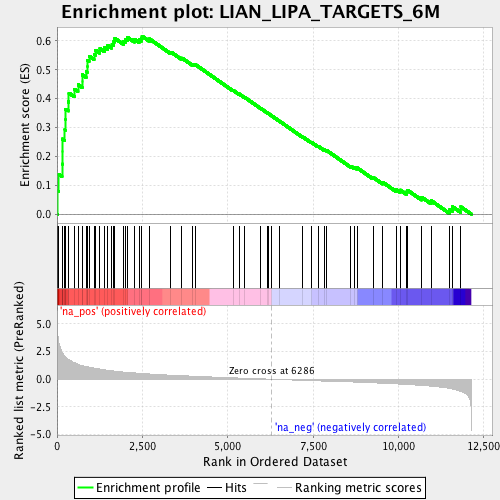 Enrichment plot: LIAN_LIPA_TARGETS_6M
Enrichment score (ES)
0.6
0.5
0.4
0.3
0.2
0.1
0.0
'na_pos' (positively correlated)
Ranked list metric (PreRanked)
5.0
2.5
0.0
-2.5
-5.0
Zero cross at 6286
'na_neg' (negatively correlated)
0 2,500 5,000 7,500 10,000 12,500
Rank in Ordered Dataset
Enrichment profile Hits Ranking metric scores